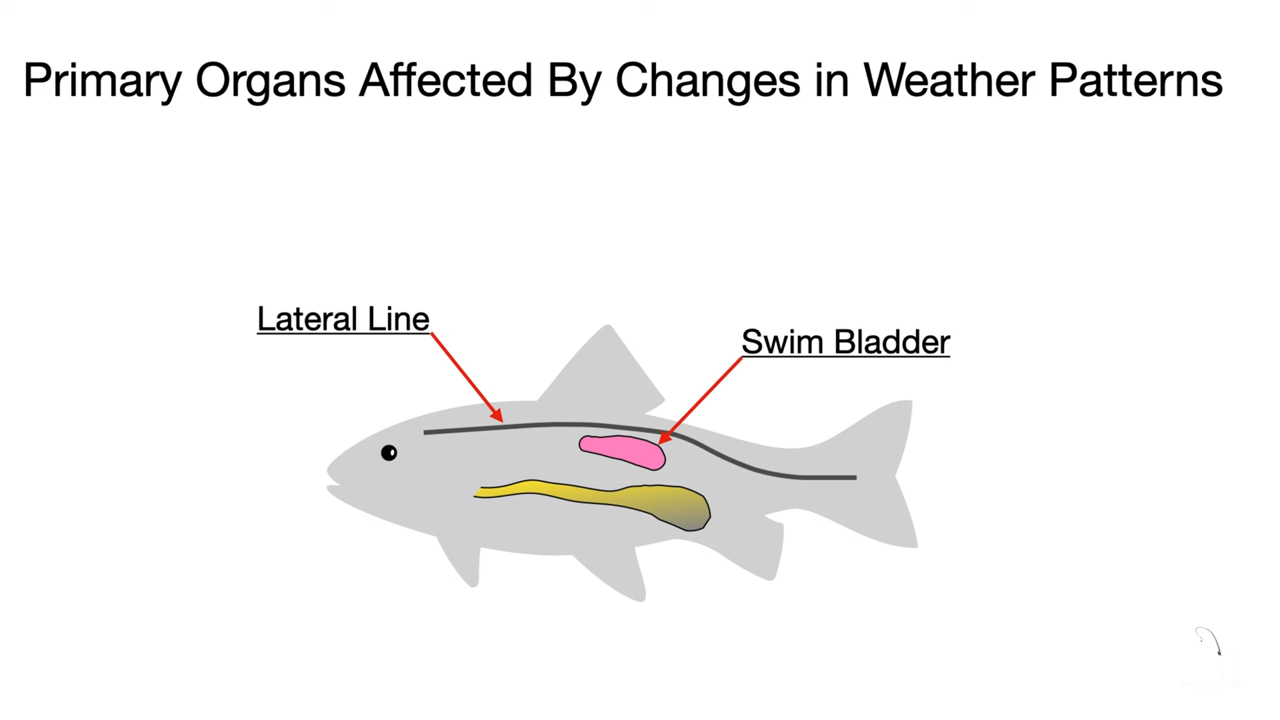 Primary Organs Affected By Changes in Weather Patterns
Lateral Line
Swim Bladder